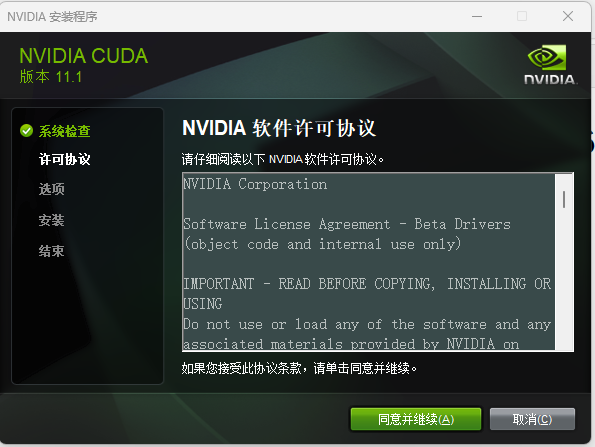 NVIDIA 安装程序
NVIDIA CUDA
版本 11.1
NVIDIA.
系统检查
许可协议
选项
安装
结束
NVIDIA 软件许可协议
请仔细阅读以下 NVIDIA 软件许可协议。
NVIDIA Corporation
Software License Agreement - Beta Drivers
(object code and internal use only)
IMPORTANT - READ BEFORE COPYING, INSTALLING OR
USING
Do not use or load any of the software and any
associated materials provided by NVIDIA on
如果您接受此协议条款，请单击同意并继续。
同意并继续(A)
取消(C)